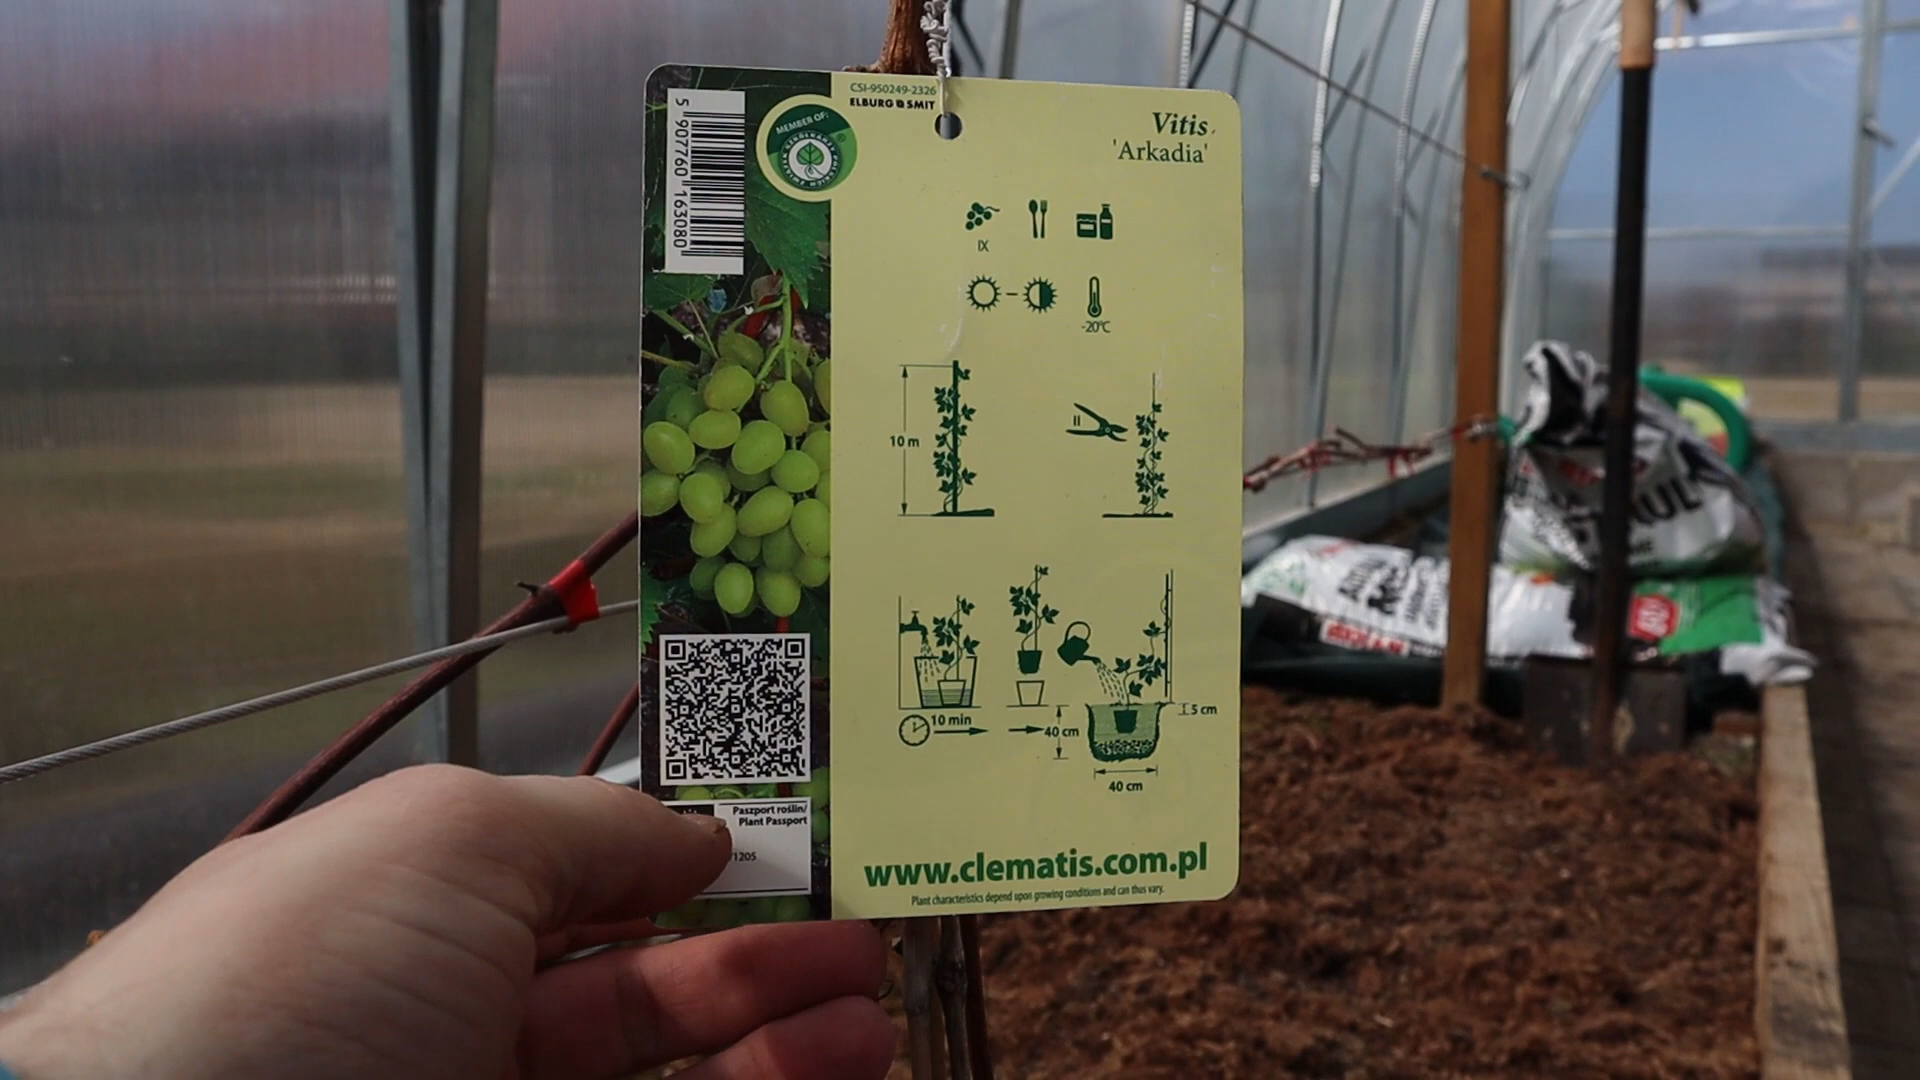 CSI-950249-2326
ELBURG SMIT
5 907760 163080
MEMBER OF:
Vitis
'Arkadia'
IX
-20°C
10 m
II
10 min
40 cm
5 cm
40 cm
Paszport roślin/
Plant Passport
1205
www.clematis.com.pl
Plant characteristics depend upon growing conditions and can thus vary.